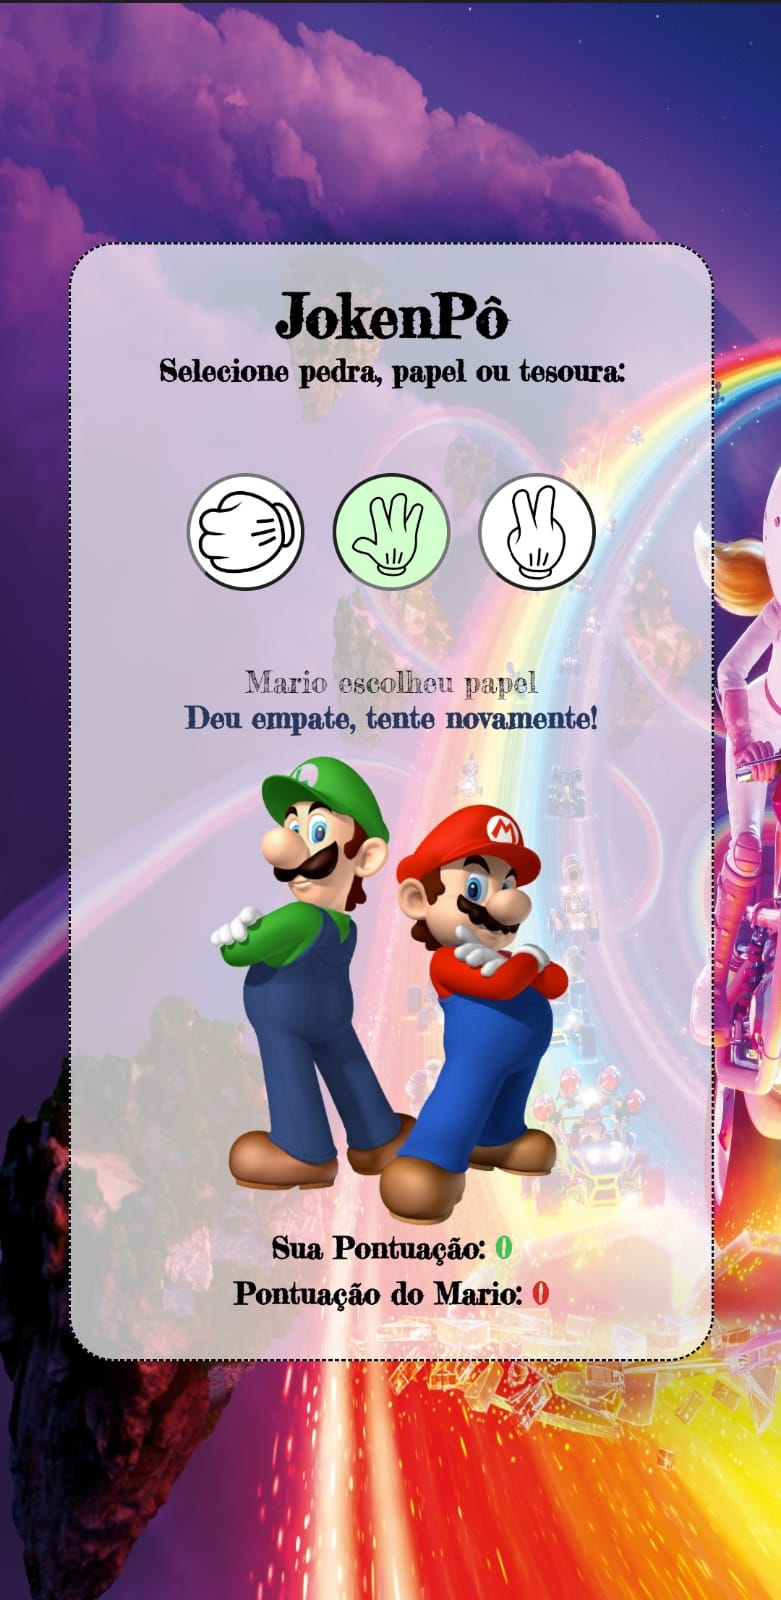 JokenPô
Selecione pedra, papel ou tesoura:
Mario escolheu papel
Deu empate, tente novamente!
L
M
Sua Pontuação: 0
Pontuação do Mario: 0